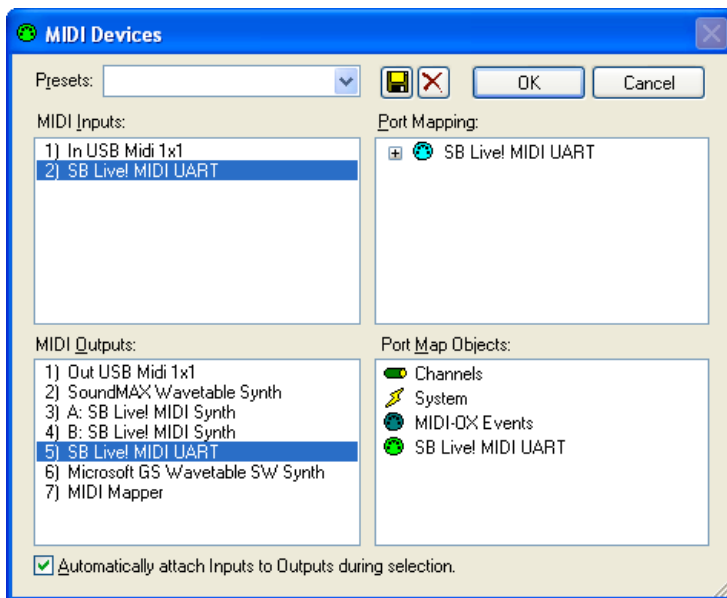 MIDI Devices
Presets:
OK
Cancel
MIDI Inputs:
1) In USB Midi 1x1
2) SB Live! MIDI UART
Port Mapping:
SB Live! MIDI UART
MIDI Outputs:
1) Out USB Midi 1x1
2) SoundMAX Wavetable Synth
3) A: SB Live! MIDI Synth
4) B: SB Live! MIDI Synth
5) SB Live! MIDI UART
6) Microsoft GS Wavetable SW Synth
7) MIDI Mapper
Port Map Objects:
Channels
System
MIDI-OX Events
SB Live! MIDI UART
Automatically attach Inputs to Outputs during selection.